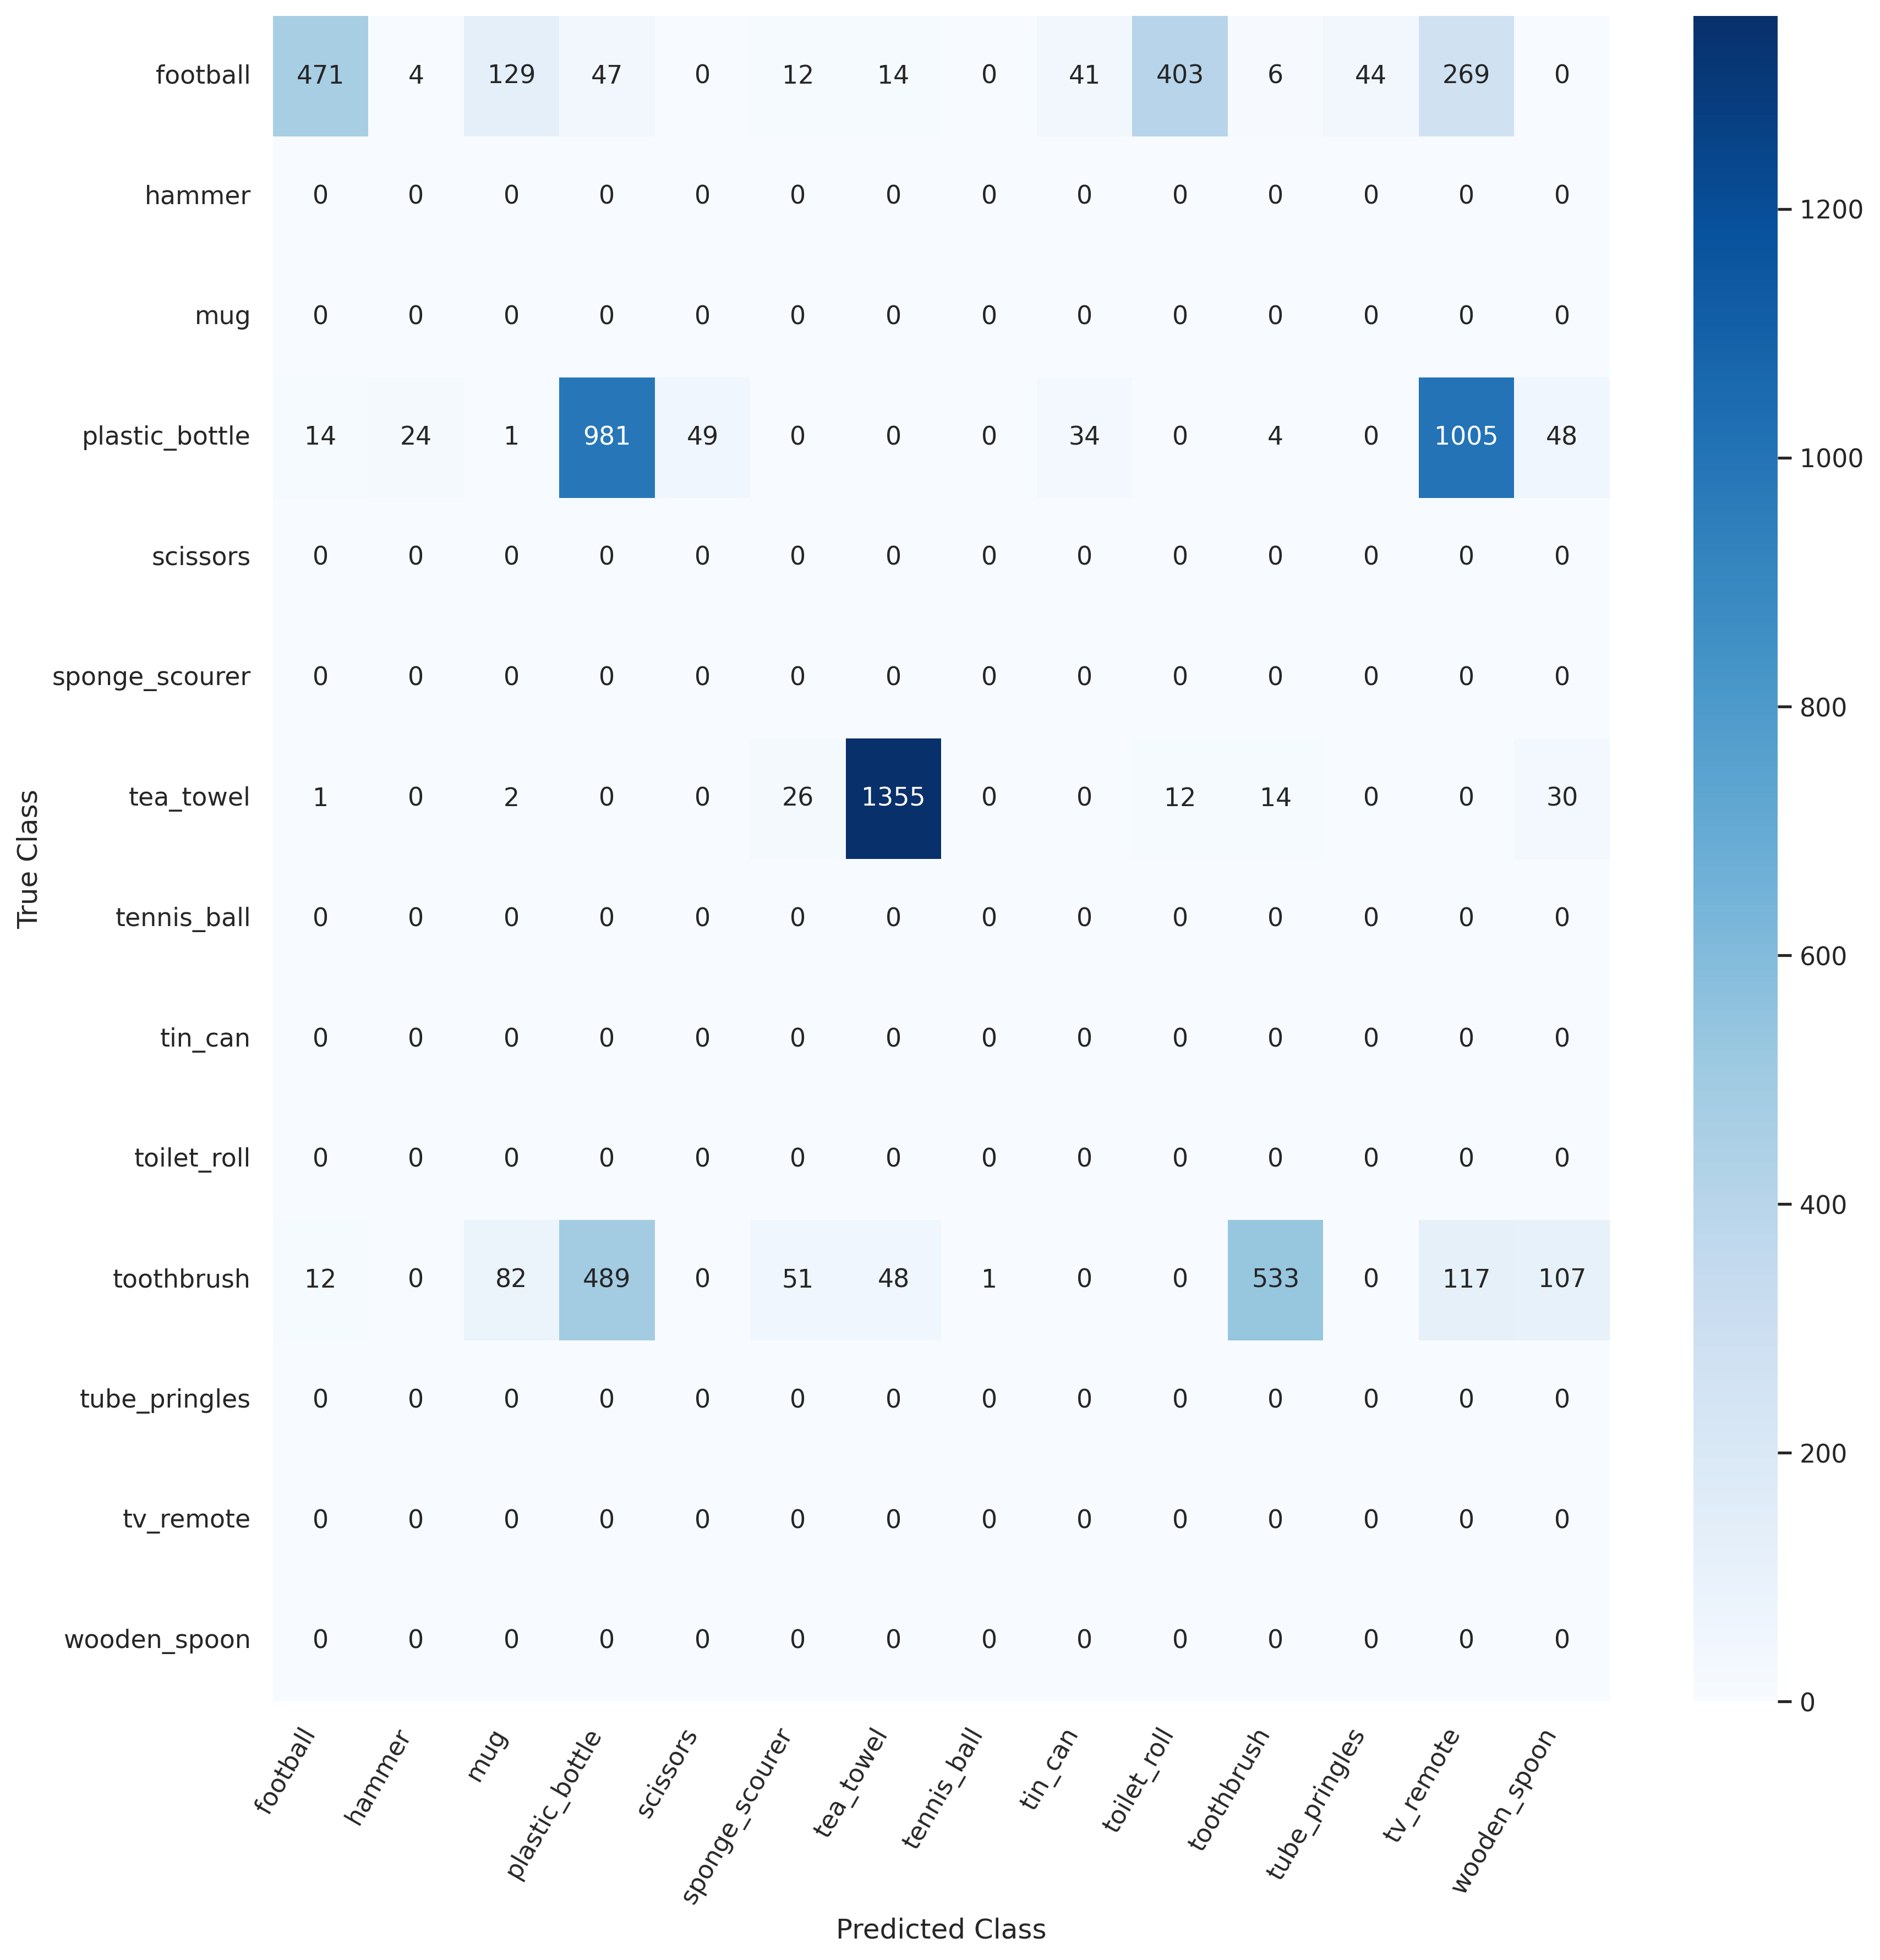 football 471 4 129 47 0 12 14 0 41 403 6 44 269 0
hammer 0 0 0 0 0 0 0 0 0 0 0 0 0 0
mug 0 0 0 0 0 0 0 0 0 0 0 0 0 0
plastic_bottle 14 24 1 981 49 0 0 0 34 0 4 0 1005 48
scissors 0 0 0 0 0 0 0 0 0 0 0 0 0 0
sponge_scourer 0 0 0 0 0 0 0 0 0 0 0 0 0 0
tea_towel 1 0 2 0 0 26 1355 0 0 12 14 0 0 30
tennis_ball 0 0 0 0 0 0 0 0 0 0 0 0 0 0
tin_can 0 0 0 0 0 0 0 0 0 0 0 0 0 0
toilet_roll 0 0 0 0 0 0 0 0 0 0 0 0 0 0
toothbrush 12 0 82 489 0 51 48 1 0 0 533 0 117 107
tube_pringles 0 0 0 0 0 0 0 0 0 0 0 0 0 0
tv_remote 0 0 0 0 0 0 0 0 0 0 0 0 0 0
wooden_spoon 0 0 0 0 0 0 0 0 0 0 0 0 0 0
True Class
football hammer mug plastic_bottle scissors sponge_scourer tea_towel tennis_ball tin_can toilet_roll toothbrush tube_pringles tv_remote wooden_spoon
Predicted Class
1200
1000
800
600
400
200
0